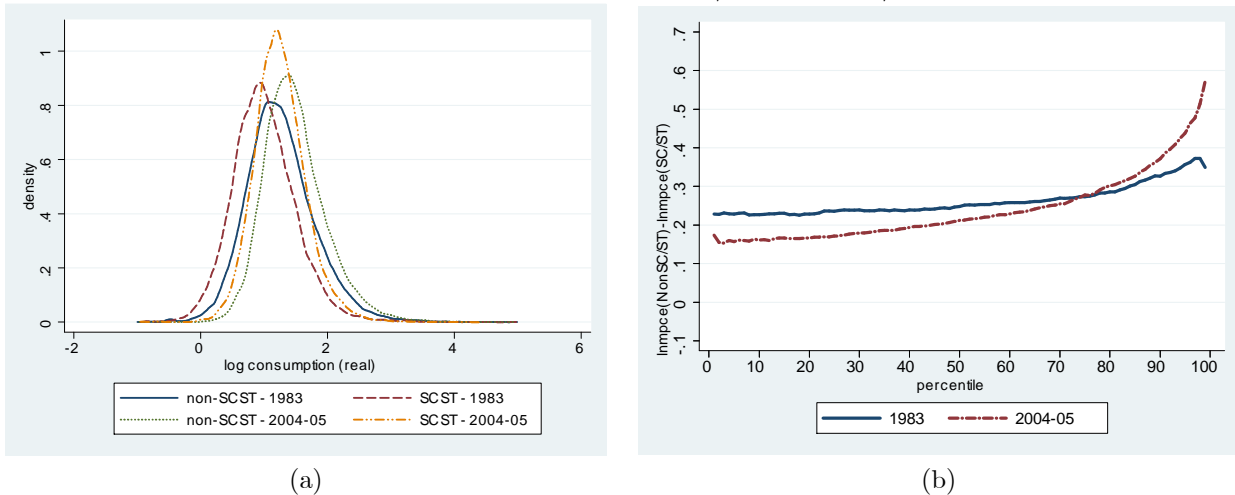 1
.8
.6
.4
.2
0
density
-2 0 2 4 6
log consumption (real)
non-SCST - 1983 SCST - 1983
non-SCST - 2004-05 SCST - 2004-05
(a)
.7
.6
.5
.4
.3
.2
.1
0
-.1
lnmpce(NonSC/ST)-lnmpce(SC/ST)
0 10 20 30 40 50 60 70 80 90 100
percentile
1983 2004-05
(b)